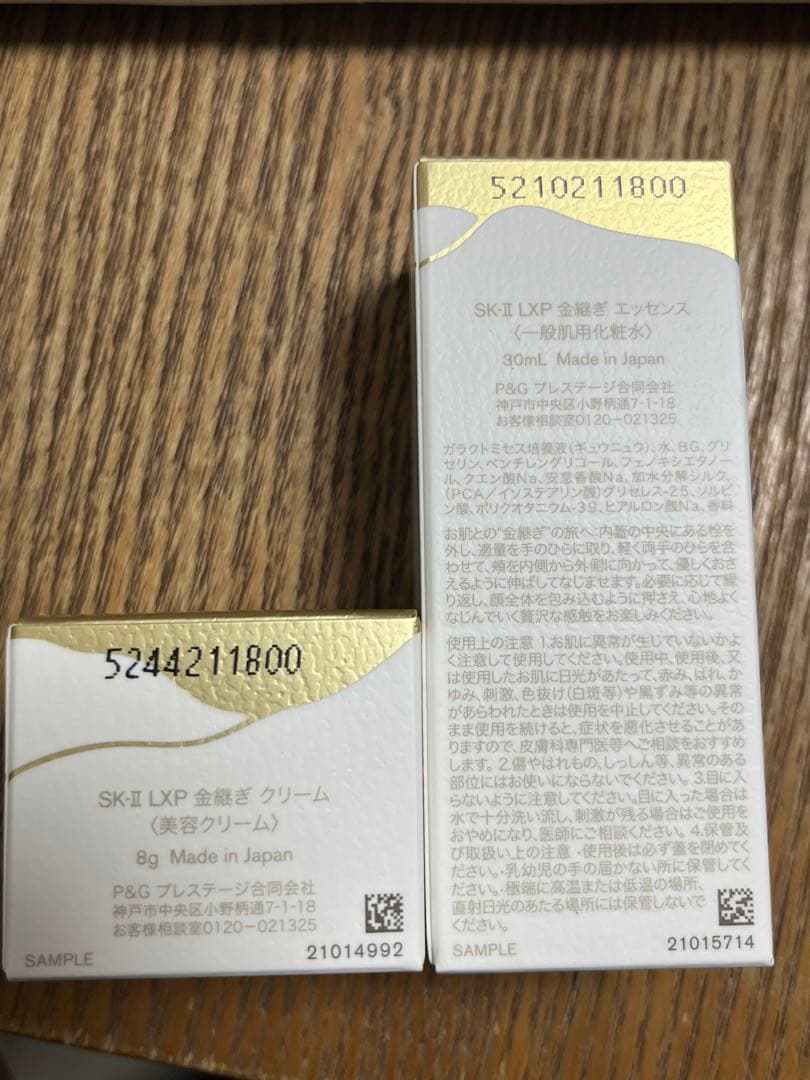 5244211800
SK-II LXP 金継ぎ クリーム
〈美容クリーム〉
8g Made in Japan
P&G プレステージ合同会社
神戸市中央区小野柄通7-1-18
お客様相談室0120-021325
SAMPLE
21014992
5210211800
SK-II LXP 金継ぎ エッセンス
〈一般肌用化粧水〉
30mL Made in Japan
P&G プレステージ合同会社
神戸市中央区小野柄通7-1-18
お客様相談室0120-021325
ガラクトミセス培養液(ギュウニュウ)、水、BG、グリ
セリン、ペンチレングリコール、フェノキシエタノー
ル、クエン酸Na、安息香酸Na、加水分解シルク、
(PCA/イソステアリン酸)グリセレス-25、ソルビ
ン酸、ポリクオタニウム-39、ヒアルロン酸Na、香料
お肌との“金継ぎ”の旅へ:内蓋の中央にある栓を
外し、適量を手のひらに取り、軽く両手のひらを合
わせて、頬を内側から外側に向かって、優しくおさ
えるように伸ばしてなじませます。必要に応じて繰
り返し、顔全体を包み込むように押さえ、心地よく
なじんでいく贅沢な感触をお楽しみください。
使用上の注意 1.お肌に異常が生じていないかよ
く注意して使用してください。使用中、使用後、又
は使用したお肌に日光があたって、赤み、はれ、か
ゆみ、刺激、色抜け(白斑等)や黒ずみ等の異常
があらわれたときは使用を中止してください。その
まま使用を続けると、症状を悪化させることがあ
りますので、皮膚科専門医等へご相談をおすすめ
します。2.傷やはれもの、しっしん等、異常のある
部位にはお使いにならないでください。3.目に入
らないように注意してください。目に入った場合は
水で十分洗い流し、刺激が残る場合はご使用を
おやめになり、医師にご相談ください。4.保管及
び取扱い上の注意・使用後は必ず蓋を閉めてく
ださい。・乳幼児の手の届かない所に保管してく
ださい。・極端に高温または低温の場所、
直射日光のあたる場所には保管しないで
ください。
SAMPLE
21015714